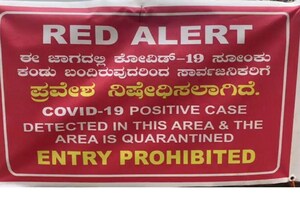 RED ALERT
ಈ ಜಾಗದಲ್ಲಿ ಕೋವಿಡ್-19 ಸೋಂಕು
ಕಂಡು ಬಂದಿರುವುದರಿಂದ ಸಾರ್ವಜನಿಕರಿಗೆ
ಪ್ರವೇಶ ನಿಷೇಧಿಸಲಾಗಿದೆ.
COVID-19 POSITIVE CASE
DETECTED IN THIS AREA & THE
AREA IS QUARANTINED
ENTRY PROHIBITED